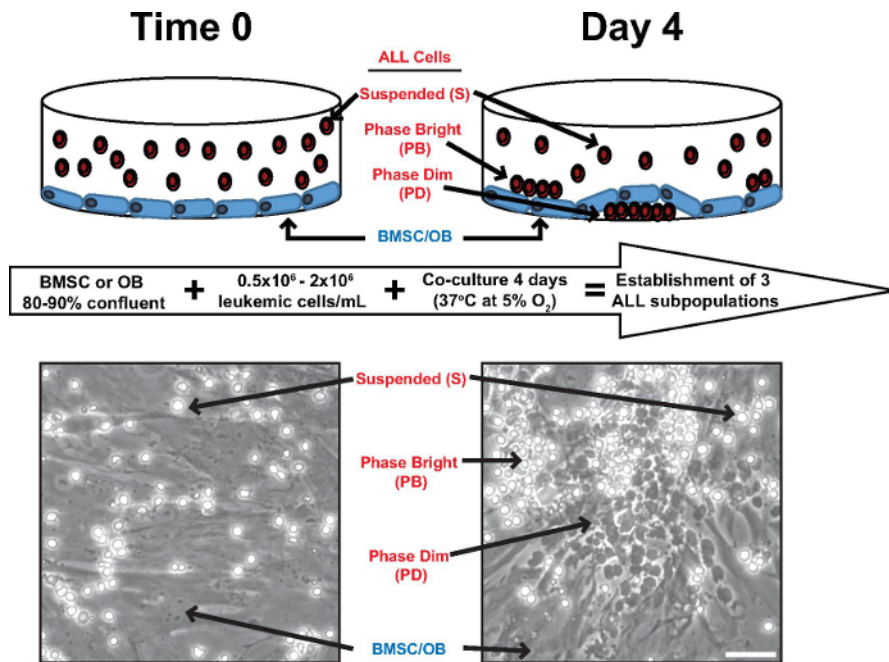 Time 0
Day 4
ALL Cells
Suspended (S)
Phase Bright
(PB)
Phase Dim
(PD)
BMSC/OB
BMSC or OB
80-90% confluent
+
0.5x10⁶ - 2x10⁶
leukemic cells/mL
+
Co-culture 4 days
(37ºC at 5% O₂)
=
Establishment of 3
ALL subpopulations
Suspended (S)
Phase Bright
(PB)
Phase Dim
(PD)
BMSC/OB